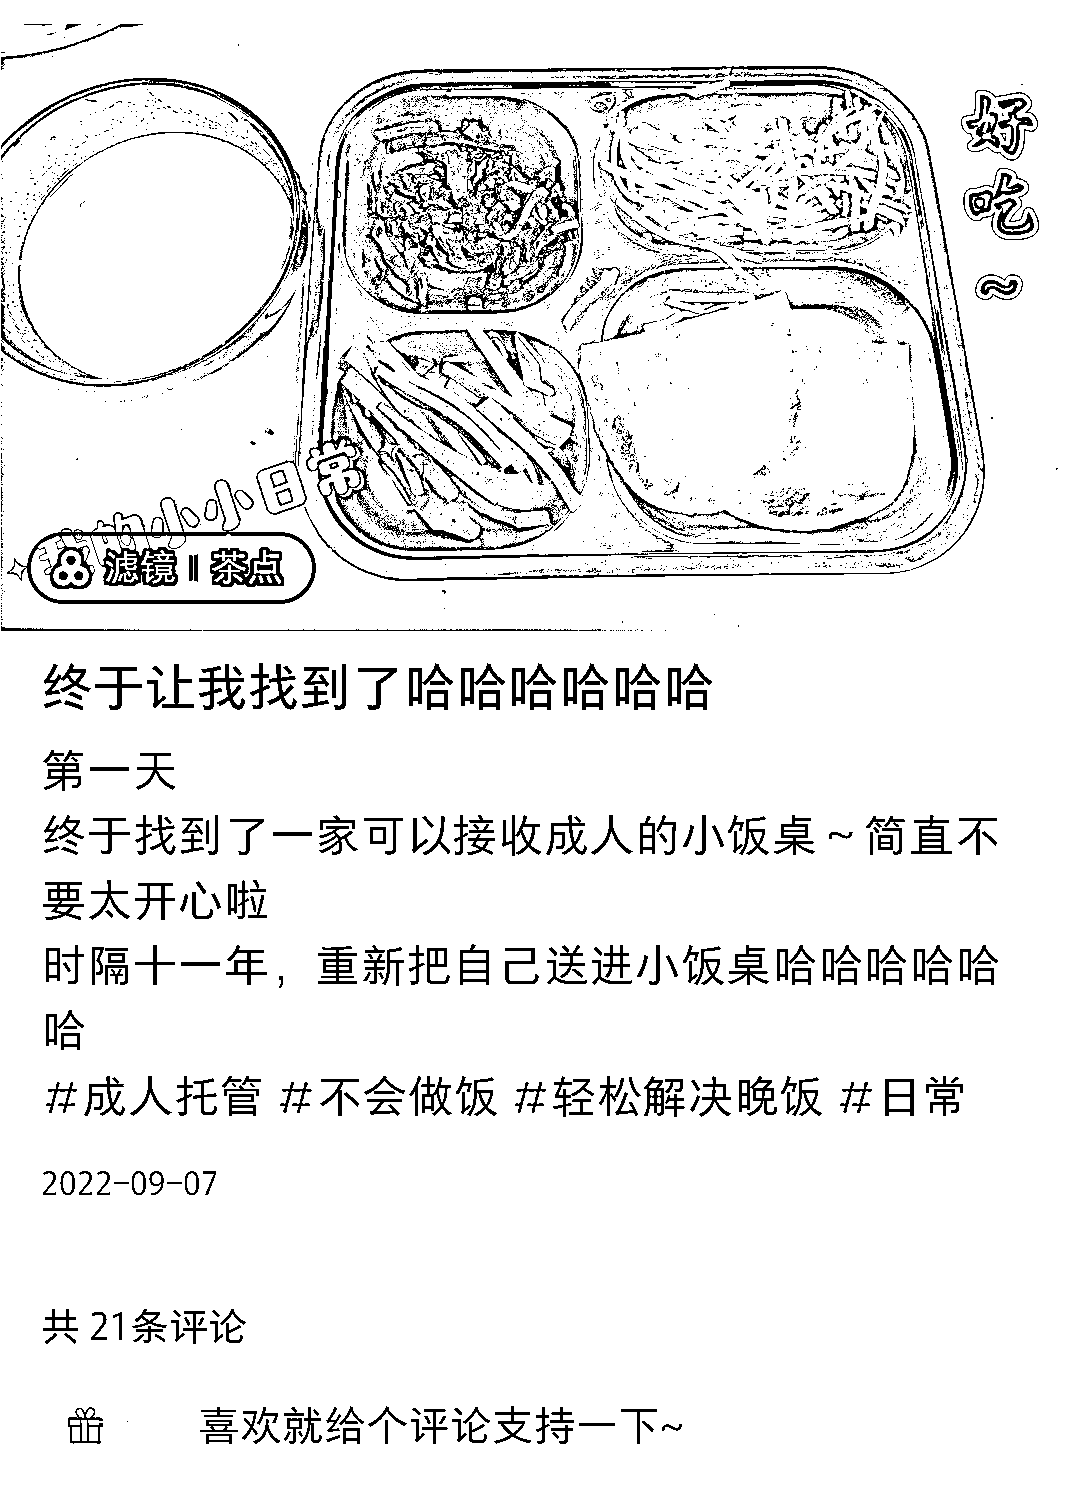 好吃~
我的小小日常
滤镜 || 茶点
终于让我找到了哈哈哈哈哈哈
第一天
终于找到了一家可以接收成人的小饭桌~简直不
要太开心啦
时隔十一年，重新把自己送进小饭桌哈哈哈哈哈
哈
#成人托管 #不会做饭 #轻松解决晚饭 #日常
2022-09-07
共 21条评论
喜欢就给个评论支持一下~